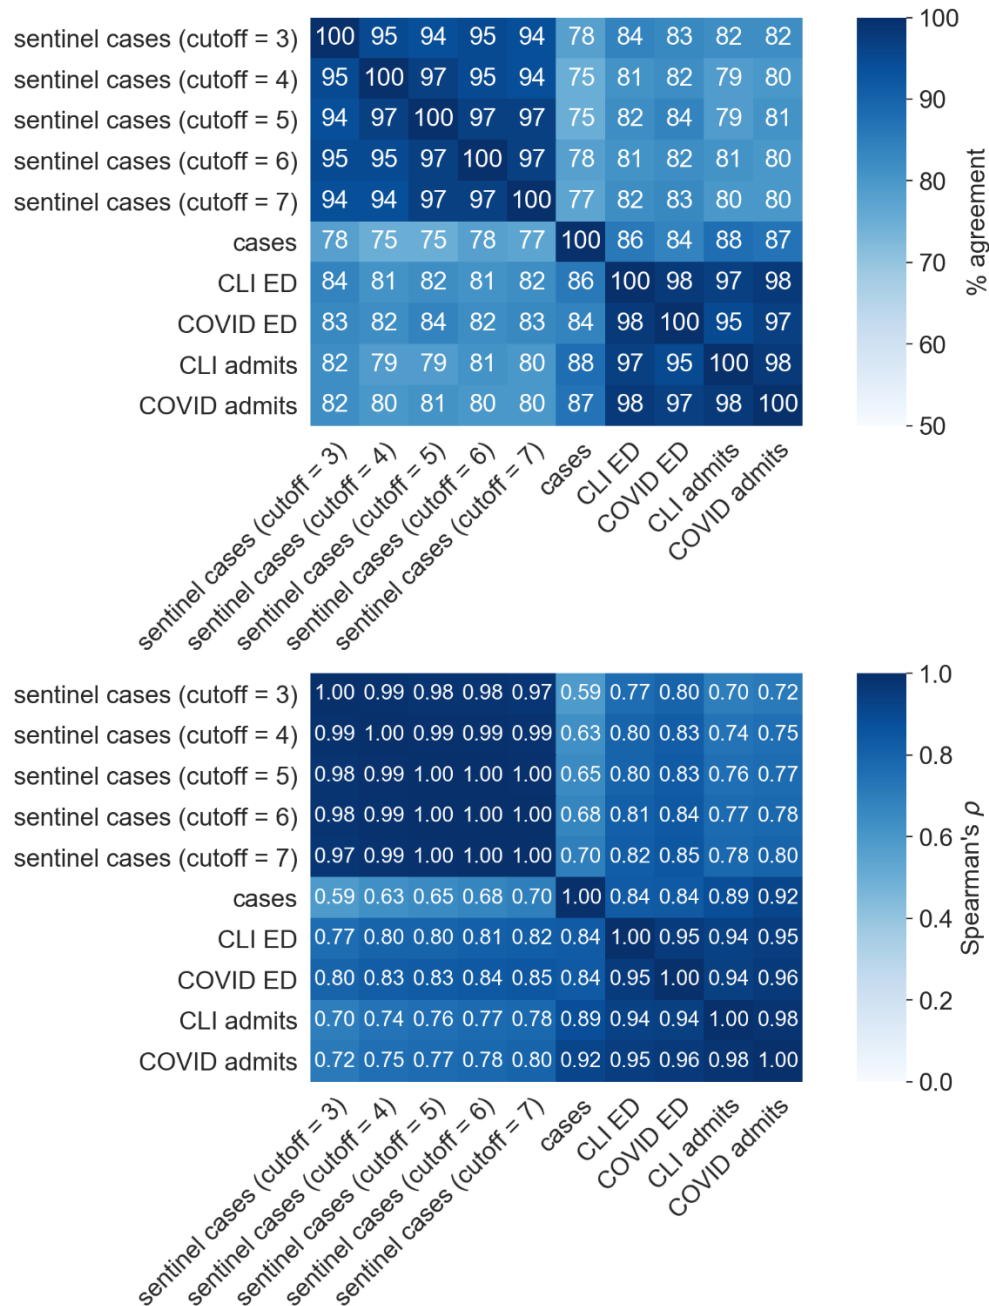 sentinel cases (cutoff = 3) 100 95 94 95 94 78 84 83 82 82
sentinel cases (cutoff = 4) 95 100 97 95 94 75 81 82 79 80
sentinel cases (cutoff = 5) 94 97 100 97 97 75 82 84 79 81
sentinel cases (cutoff = 6) 95 95 97 100 97 78 81 82 81 80
sentinel cases (cutoff = 7) 94 94 97 97 100 77 82 83 80 80
cases 78 75 75 78 77 100 86 84 88 87
CLI ED 84 81 82 81 82 86 100 98 97 98
COVID ED 83 82 84 82 83 84 98 100 95 97
CLI admits 82 79 79 81 80 88 97 95 100 98
COVID admits 82 80 81 80 80 87 98 97 98 100
sentinel cases (cutoff = 3)
sentinel cases (cutoff = 4)
sentinel cases (cutoff = 5)
sentinel cases (cutoff = 6)
sentinel cases (cutoff = 7)
cases
CLI ED
COVID ED
CLI admits
COVID admits
100
90
80
70
60
50
% agreement
sentinel cases (cutoff = 3) 1.00 0.99 0.98 0.98 0.97 0.59 0.77 0.80 0.70 0.72
sentinel cases (cutoff = 4) 0.99 1.00 0.99 0.99 0.99 0.63 0.80 0.83 0.74 0.75
sentinel cases (cutoff = 5) 0.98 0.99 1.00 1.00 1.00 0.65 0.80 0.83 0.76 0.77
sentinel cases (cutoff = 6) 0.98 0.99 1.00 1.00 1.00 0.68 0.81 0.84 0.77 0.78
sentinel cases (cutoff = 7) 0.97 0.99 1.00 1.00 1.00 0.70 0.82 0.85 0.78 0.80
cases 0.59 0.63 0.65 0.68 0.70 1.00 0.84 0.84 0.89 0.92
CLI ED 0.77 0.80 0.80 0.81 0.82 0.84 1.00 0.95 0.94 0.95
COVID ED 0.80 0.83 0.83 0.84 0.85 0.84 0.95 1.00 0.94 0.96
CLI admits 0.70 0.74 0.76 0.77 0.78 0.89 0.94 0.94 1.00 0.98
COVID admits 0.72 0.75 0.77 0.78 0.80 0.92 0.95 0.96 0.98 1.00
sentinel cases (cutoff = 3)
sentinel cases (cutoff = 4)
sentinel cases (cutoff = 5)
sentinel cases (cutoff = 6)
sentinel cases (cutoff = 7)
cases
CLI ED
COVID ED
CLI admits
COVID admits
1.0
0.8
0.6
0.4
0.2
0.0
Spearman's ρ